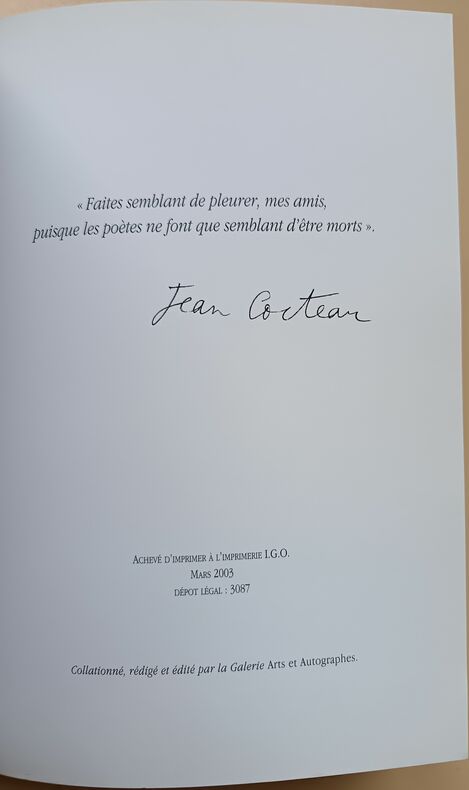 « Faites semblant de pleurer, mes amis,
puisque les poètes ne font que semblant d'être morts ».
Jean Cocteau
Achevé d'imprimer à l'imprimerie I.G.O.
Mars 2003
dépôt légal : 3087
Collationné, rédigé et édité par la Galerie Arts et Autographes.